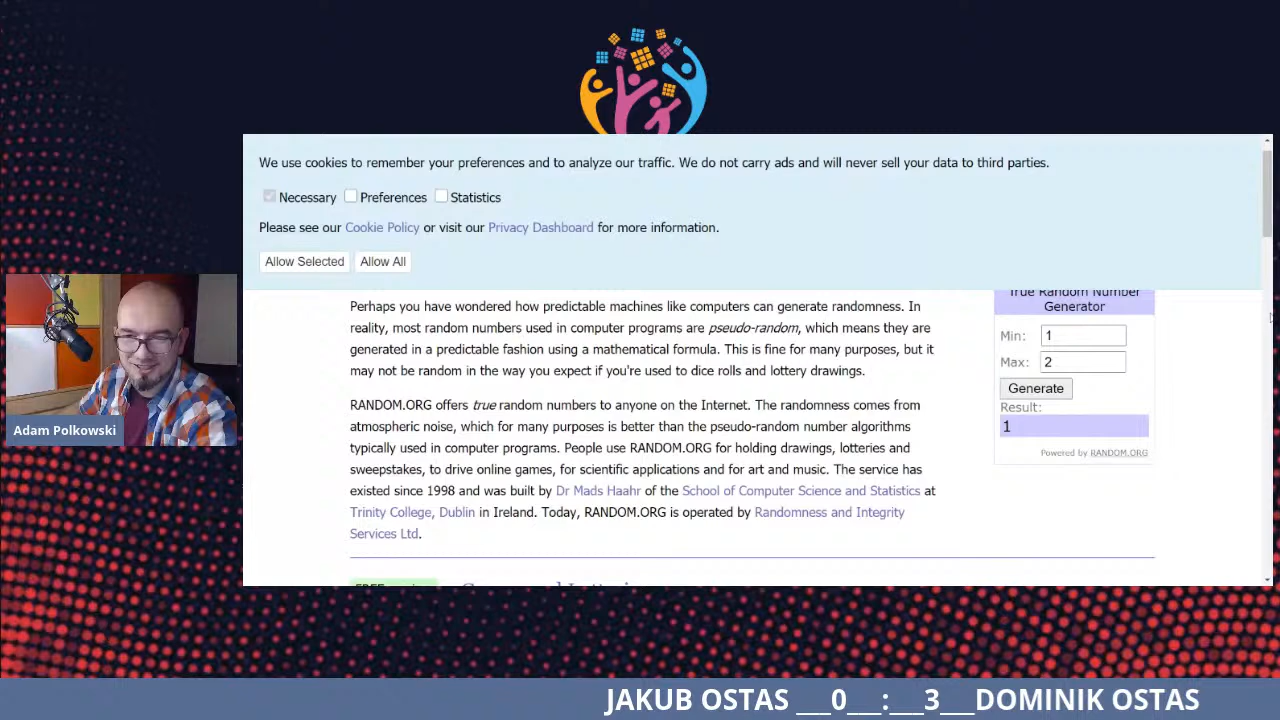 We use cookies to remember your preferences and to analyze our traffic. We do not carry ads and will never sell your data to third parties.
Necessary Preferences Statistics
Please see our Cookie Policy or visit our Privacy Dashboard for more information.
Allow Selected Allow All
Perhaps you have wondered how predictable machines like computers can generate randomness. In
reality, most random numbers used in computer programs are pseudo-random, which means they are
generated in a predictable fashion using a mathematical formula. This is fine for many purposes, but it
may not be random in the way you expect if you're used to dice rolls and lottery drawings.
RANDOM.ORG offers true random numbers to anyone on the Internet. The randomness comes from
atmospheric noise, which for many purposes is better than the pseudo-random number algorithms
typically used in computer programs. People use RANDOM.ORG for holding drawings, lotteries and
sweepstakes, to drive online games, for scientific applications and for art and music. The service has
existed since 1998 and was built by Dr Mads Haahr of the School of Computer Science and Statistics at
Trinity College, Dublin in Ireland. Today, RANDOM.ORG is operated by Randomness and Integrity
Services Ltd.
True Random Number
Generator
Min: 1
Max: 2
Generate
Result:
1
Powered by RANDOM.ORG
Adam Polkowski
JAKUB OSTAS ___0___:___3___DOMINIK OSTAS